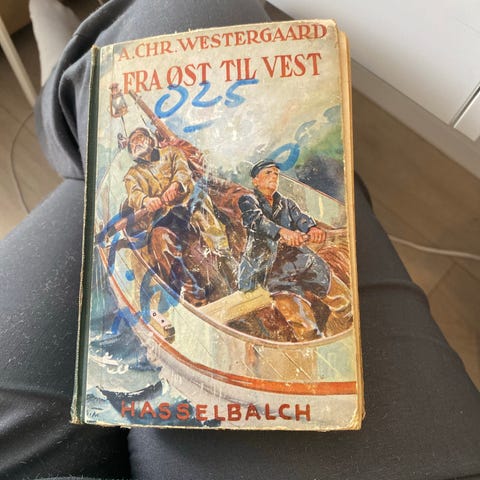 A. CHR. WESTERGAARD
FRA ØST TIL VEST
025
HASSELBALCH